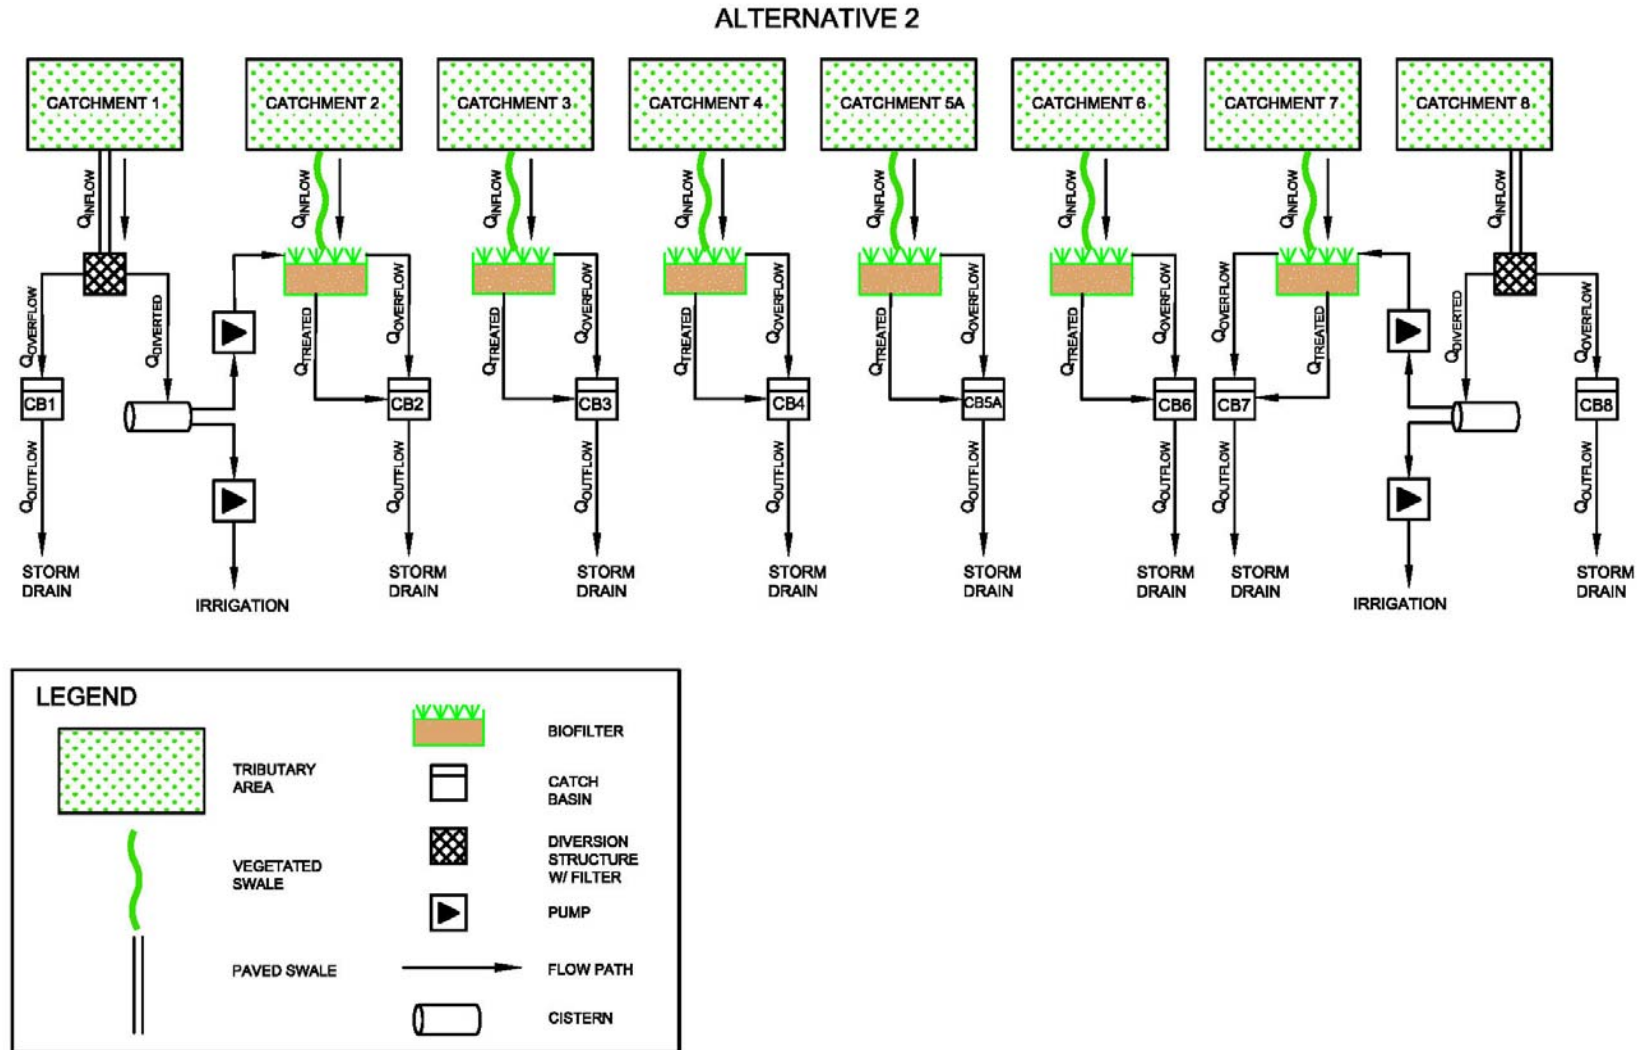 ALTERNATIVE 2
CATCHMENT 1
CATCHMENT 2
CATCHMENT 3
CATCHMENT 4
CATCHMENT 5A
CATCHMENT 6
CATCHMENT 7
CATCHMENT 8
QINFLOW
QINFLOW
QINFLOW
QINFLOW
QINFLOW
QINFLOW
QINFLOW
QINFLOW
QOVERFLOW
QDIVERTED
QTREATED
QOVERFLOW
QTREATED
QOVERFLOW
QTREATED
QOVERFLOW
QTREATED
QOVERFLOW
QTREATED
QOVERFLOW
QOVERFLOW
QTREATED
QDIVERTED
QOVERFLOW
CB1
CB2
CB3
CB4
CB5A
CB6
CB7
CB8
QOUTFLOW
QOUTFLOW
QOUTFLOW
QOUTFLOW
QOUTFLOW
QOUTFLOW
QOUTFLOW
QOUTFLOW
STORM
DRAIN
IRRIGATION
STORM
DRAIN
STORM
DRAIN
STORM
DRAIN
STORM
DRAIN
STORM
DRAIN
STORM
DRAIN
IRRIGATION
STORM
DRAIN
LEGEND
TRIBUTARY
AREA
VEGETATED
SWALE
PAVED SWALE
BIOFILTER
CATCH
BASIN
DIVERSION
STRUCTURE
W/ FILTER
PUMP
FLOW PATH
CISTERN